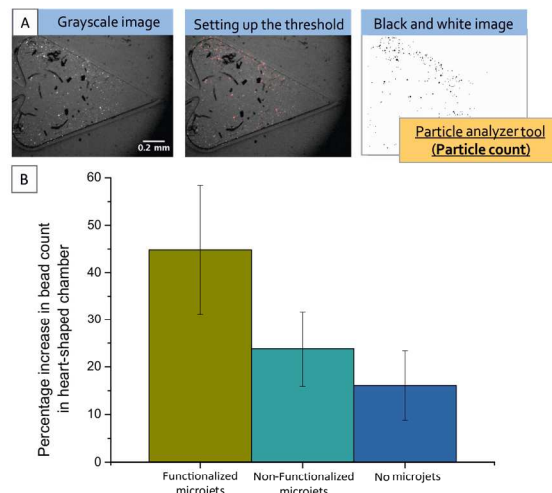 A
Grayscale image
Setting up the threshold
Black and white image
0.2 mm
Particle analyzer tool
(Particle count)
B
Percentage increase in bead count
in heart-shaped chamber
60
50
40
30
20
10
0
Functionalized
microjets
Non-Functionalized
microjets
No microjets